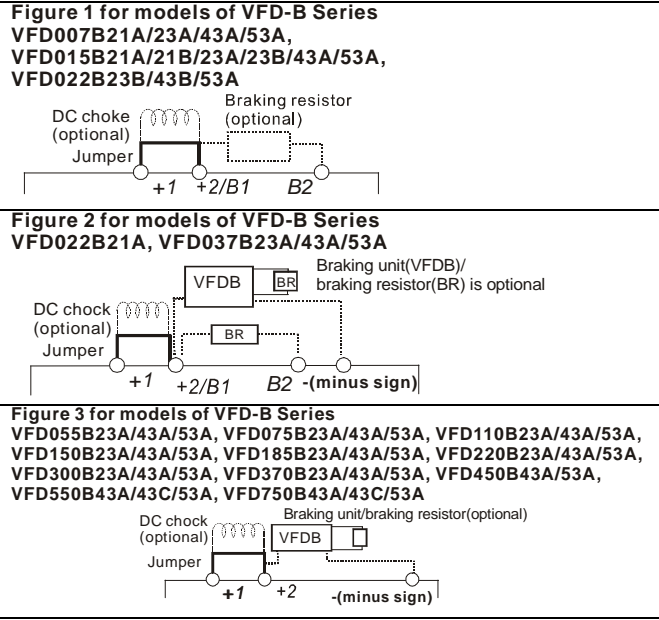 Figure 1 for models of VFD-B Series
VFD007B21A/23A/43A/53A,
VFD015B21A/21B/23A/23B/43A/53A,
VFD022B23B/43B/53A
DC choke
(optional)
Jumper
Braking resistor
(optional)
+1 +2/B1 B2
Figure 2 for models of VFD-B Series
VFD022B21A, VFD037B23A/43A/53A
VFDB
BR
Braking unit(VFDB)/
braking resistor(BR) is optional
DC chock
(optional)
Jumper
BR
+1 +2/B1 B2 -(minus sign)
Figure 3 for models of VFD-B Series
VFD055B23A/43A/53A, VFD075B23A/43A/53A, VFD110B23A/43A/53A,
VFD150B23A/43A/53A, VFD185B23A/43A/53A, VFD220B23A/43A/53A,
VFD300B23A/43A/53A, VFD370B23A/43A/53A, VFD450B43A/53A,
VFD550B43A/43C/53A, VFD750B43A/43C/53A
DC chock
(optional)
Jumper
Braking unit/braking resistor(optional)
VFDB
+1 +2 -(minus sign)